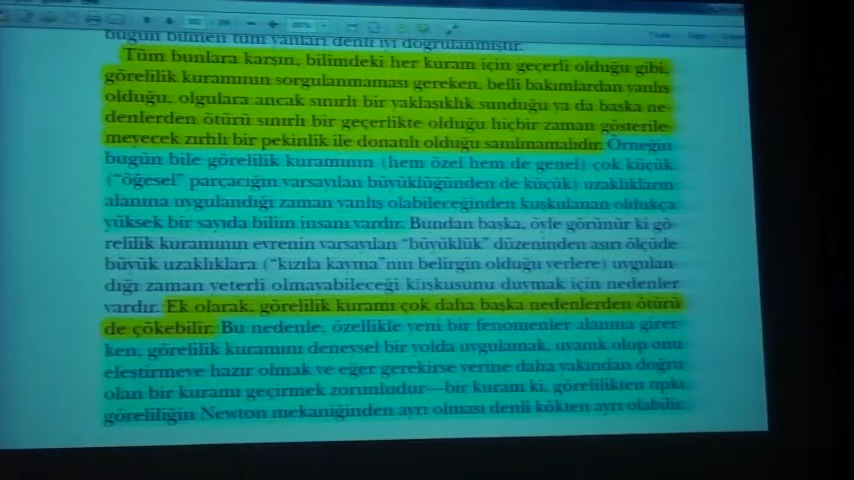 bugün bilinen tüm yanları denli iyi doğrulanmıştır.
Tüm bunlara karşın, bilimdeki her kuram için geçerli olduğu gibi,
görelilik kuramının sorgulanmaması gereken, belli bakımlardan yanlış
olduğu, olgulara ancak sınırlı bir yaklaşıklık sunduğu ya da başka ne-
denlerden ötürü sınırlı bir geçerlikte olduğu hiçbir zaman gösterile-
meyecek zırhlı bir pekinlik ile donatılı olduğu sanılmamalıdır. Örneğin
bugün bile görelilik kuramının (hem özel hem de genel) çok küçük
(“öğesel” parçacığın varsayılan büyüklüğünden de küçük) uzaklıkların
alanına uygulandığı zaman yanlış olabileceğinden kuşkulanan oldukça
yüksek bir sayıda bilim insanı vardır. Bundan başka, öyle görünür ki gö-
relilik kuramının evrenin varsayılan “büyüklük” düzeninden aşırı ölçüde
büyük uzaklıklara (“kızıla kayma”nın belirgin olduğu yerlere) uygulan-
dığı zaman yeterli olmayabileceği kuşkusunu duymak için nedenler
vardır. Ek olarak, görelilik kuramı çok daha başka nedenlerden ötürü
de çökebilir. Bu nedenle, özellikle yeni bir fenomenler alanına girer-
ken, görelilik kuramını deneysel bir yolda uygulamak, uyanık olup onu
eleştirmeye hazır olmak ve eğer gerekirse yerine daha yakından doğru
olan bir kuramı geçirmek zorunludur—bir kuram ki, görelilikten tıpkı
göreliliğin Newton mekaniğinden ayrı olması denli kökten ayrı olabilir.